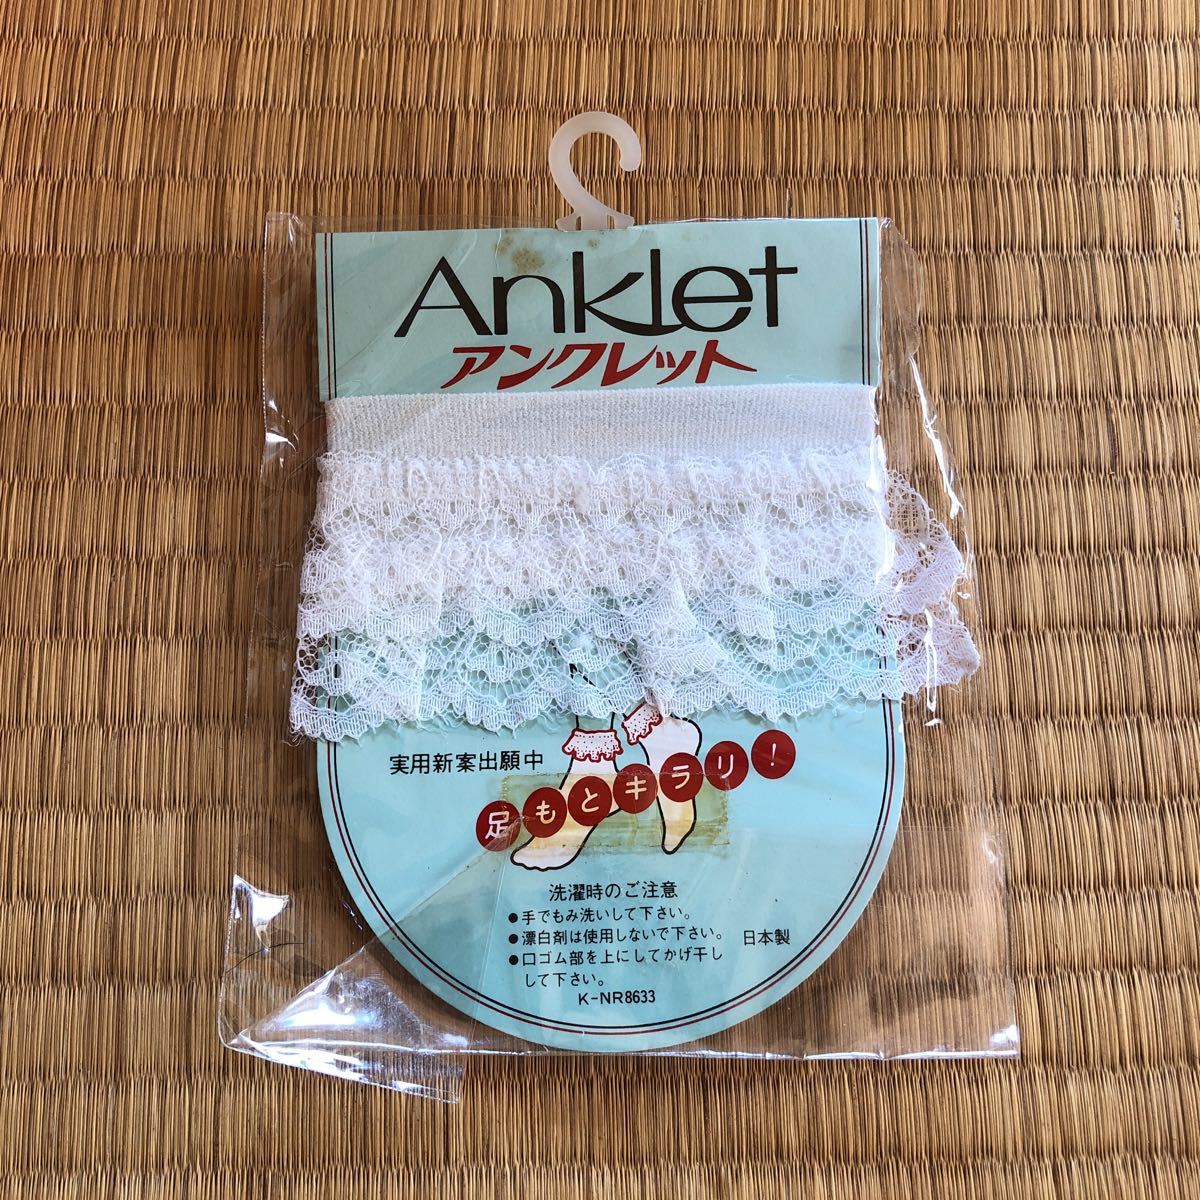 Anklet
アンクレット
実用新案出願中
足もとキラリ!
洗濯時のご注意
●手でもみ洗いして下さい。
●漂白剤は使用しないで下さい。
●口ゴム部を上にしてかげ干し
して下さい。
日本製
K-NR8633